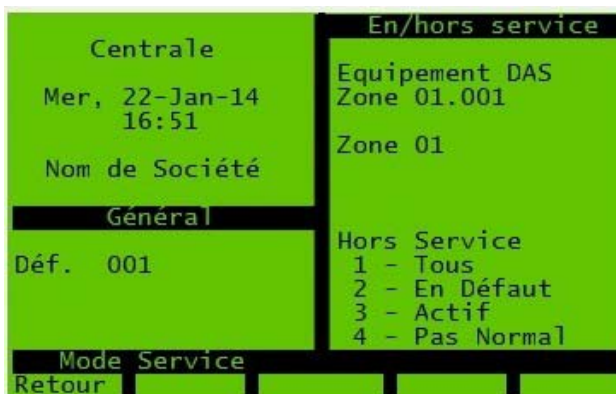 Centrale
Mer, 22-Jan-14
16:51
Nom de Société
Général
Déf. 001
En/hors service
Equipement DAS
Zone 01.001
Zone 01
Hors Service
1 - Tous
2 - En Défaut
3 - Actif
4 - Pas Normal
Mode Service
Retour